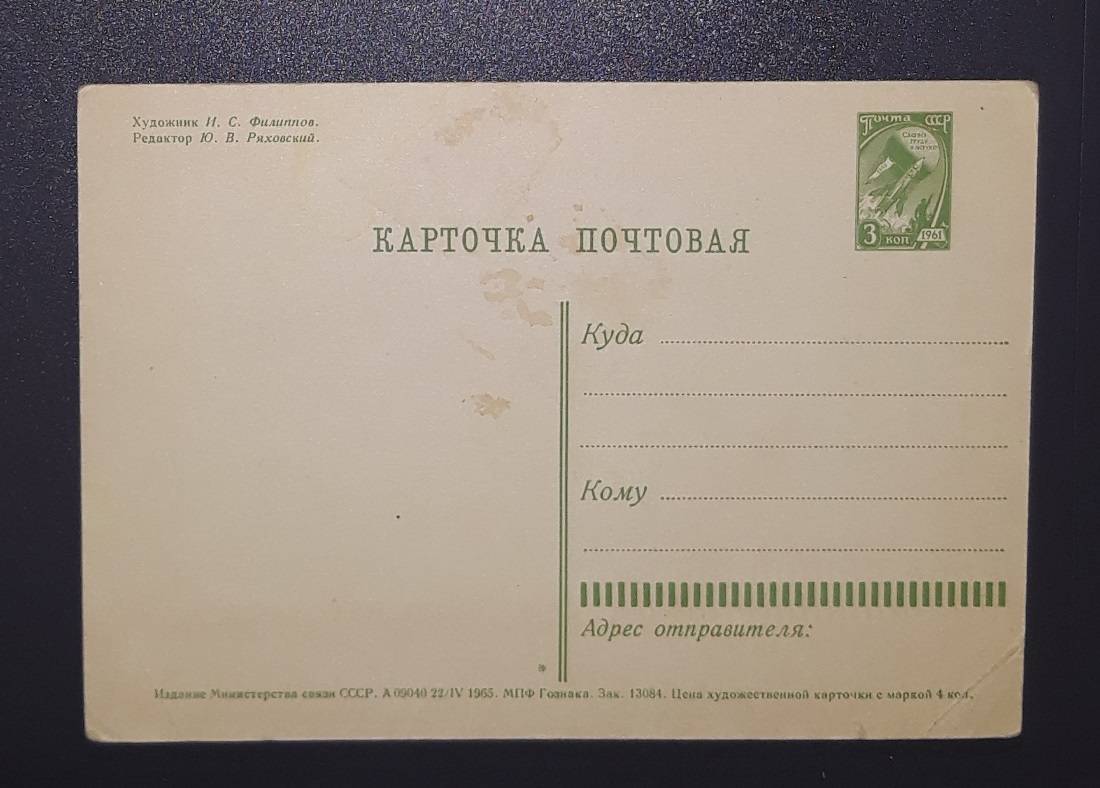 Художник И. С. Филиппов.
Редактор Ю. В. Ряховский.
Почта СССР
СЛАВА
ТРУДУ
И НАУКЕ!
3 коп 1961
КАРТОЧКА ПОЧТОВАЯ
Куда
Кому
Адрес отправителя:
Издание Министерства связи СССР. А 09040 22/IV 1965. МПФ Гознака. Зак. 13084. Цена художественной карточки с маркой 4 коп.